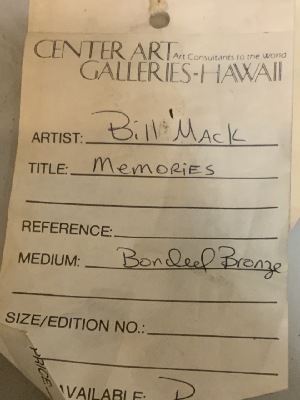 CENTER ART Art Consultants to the World
GALLERIES-HAWAII
ARTIST: Bill Mack
TITLE: MEMORIES
REFERENCE:
MEDIUM: Bonded Bronze
SIZE/EDITION NO.:
AVAILABLE: